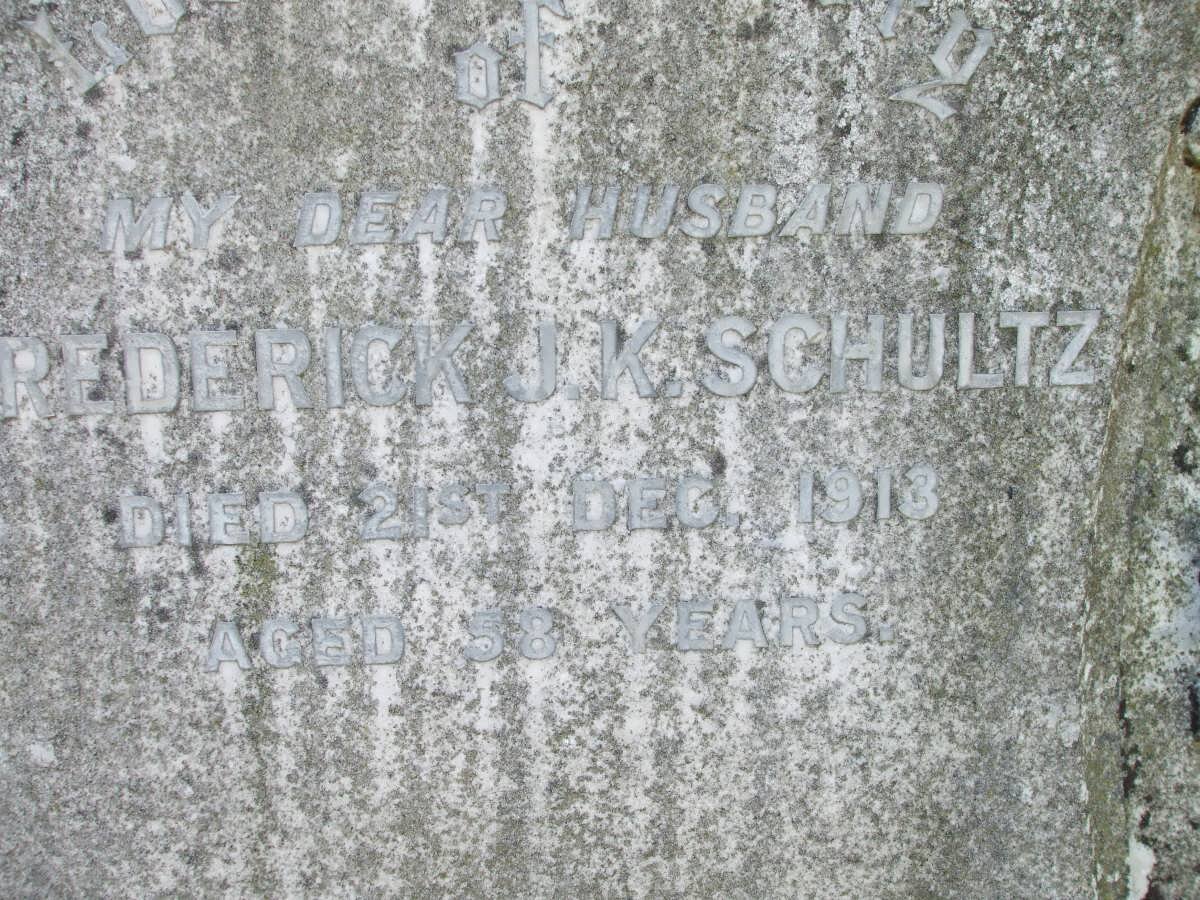 of
MY DEAR HUSBAND
REDERICK J.K. SCHULTZ
DIED 21ST DEC. 1913
AGED 58 YEARS.